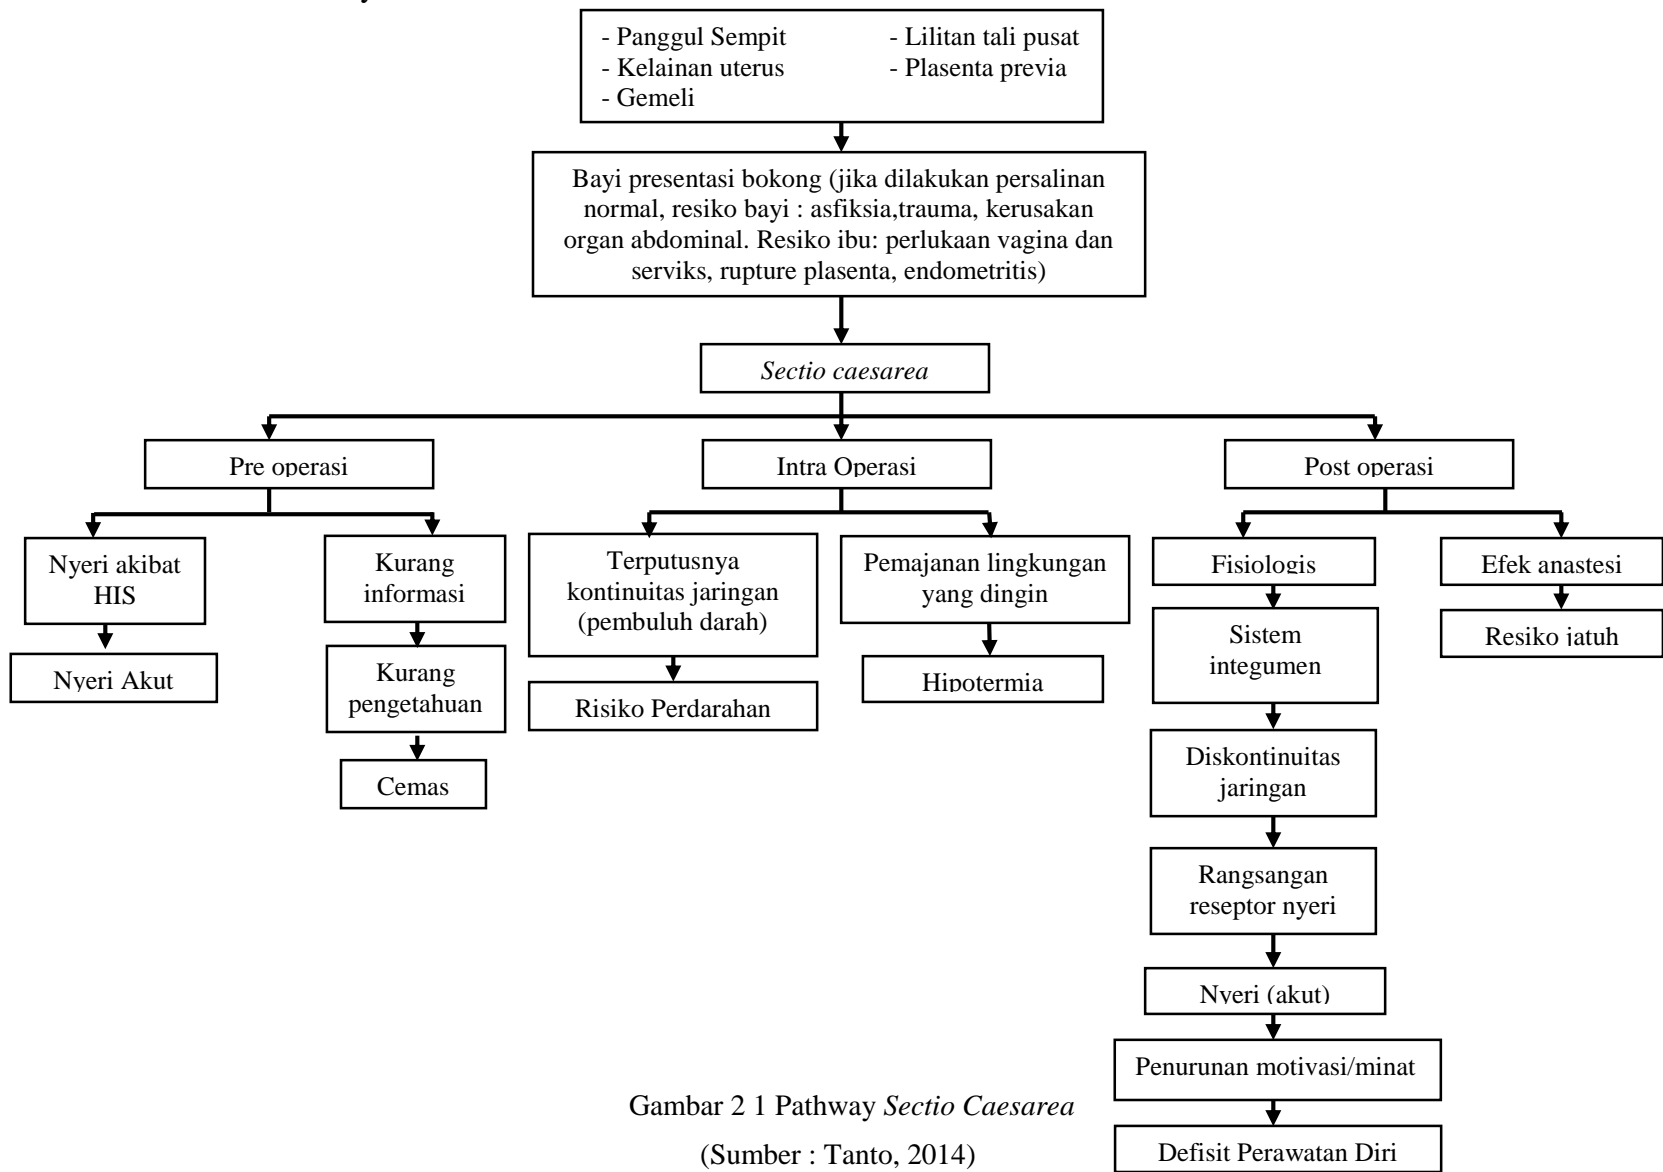 - Panggul Sempit - Lilitan tali pusat
- Kelainan uterus - Plasenta previa
- Gemeli
Bayi presentasi bokong (jika dilakukan persalinan
normal, resiko bayi : asfiksia,trauma, kerusakan
organ abdominal. Resiko ibu: perlukaan vagina dan
serviks, rupture plasenta, endometritis)
Sectio caesarea
Pre operasi
Intra Operasi
Post operasi
Nyeri akibat
HIS
Nyeri Akut
Kurang
informasi
Kurang
pengetahuan
Cemas
Terputusnya
kontinuitas jaringan
(pembuluh darah)
Risiko Perdarahan
Pemajanan lingkungan
yang dingin
Hipotermia
Fisiologis
Sistem
integumen
Diskontinuitas
jaringan
Rangsangan
reseptor nyeri
Nyeri (akut)
Penurunan motivasi/minat
Defisit Perawatan Diri
Efek anastesi
Resiko jatuh
Gambar 2 1 Pathway Sectio Caesarea
(Sumber : Tanto, 2014)